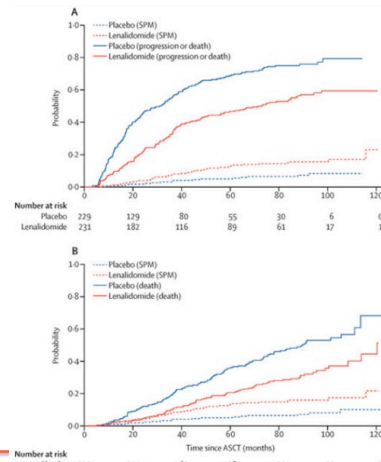 A
1·0
Placebo (SPM)
Lenalidomide (SPM)
Placebo (progression or death)
Lenalidomide (progression or death)
0·8
0·6
Probability
0·4
0·2
0
0 20 40 60 80 100 120
Number at risk
Placebo 229 129 80 55 30 6 0
Lenalidomide 231 182 116 89 61 17 1
B
1·0
Placebo (SPM)
Lenalidomide (SPM)
Placebo (death)
Lenalidomide (death)
0·8
0·6
Probability
0·4
0·2
0
0 20 40 60 80 100 120
Time since ASCT (months)
Number at risk